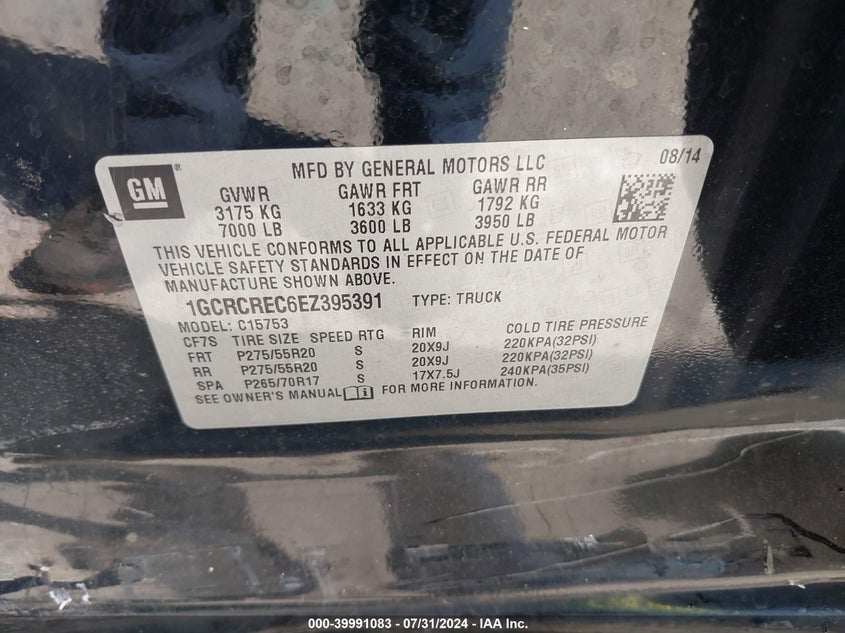 GM
MFD BY GENERAL MOTORS LLC
08/14
GVWR GAWR FRT GAWR RR
3175 KG 1633 KG 1792 KG
7000 LB 3600 LB 3950 LB
THIS VEHICLE CONFORMS TO ALL APPLICABLE U.S. FEDERAL MOTOR
VEHICLE SAFETY STANDARDS IN EFFECT ON THE DATE OF
MANUFACTURE SHOWN ABOVE.
1GCRCREC6EZ395391 TYPE: TRUCK
MODEL: C15753
CF7S TIRE SIZE SPEED RTG RIM COLD TIRE PRESSURE
FRT P275/55R20 S 20X9J 220KPA(32PSI)
RR P275/55R20 S 20X9J 220KPA(32PSI)
SPA P265/70R17 S 17X7.5J 240KPA(35PSI)
SEE OWNER'S MANUAL FOR MORE INFORMATION.
000-39991083 - 07/31/2024 - IAA Inc.